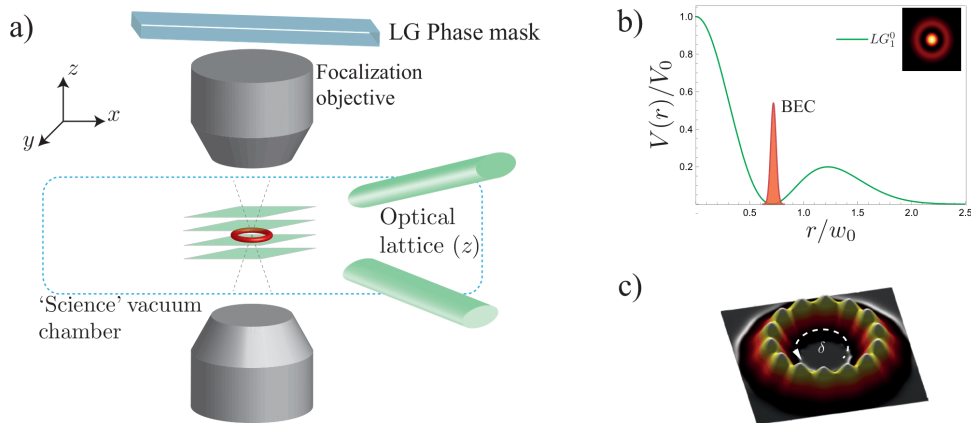 a)
LG Phase mask
Focalization
objective
z
x
y
Optical
lattice (z)
'Science' vacuum
chamber
b)
V(r)/V₀
1.0
0.8
0.6
0.4
0.2
LG₁⁰
BEC
0.5
1.0
1.5
2.0
2.5
r/w₀
c)
δ